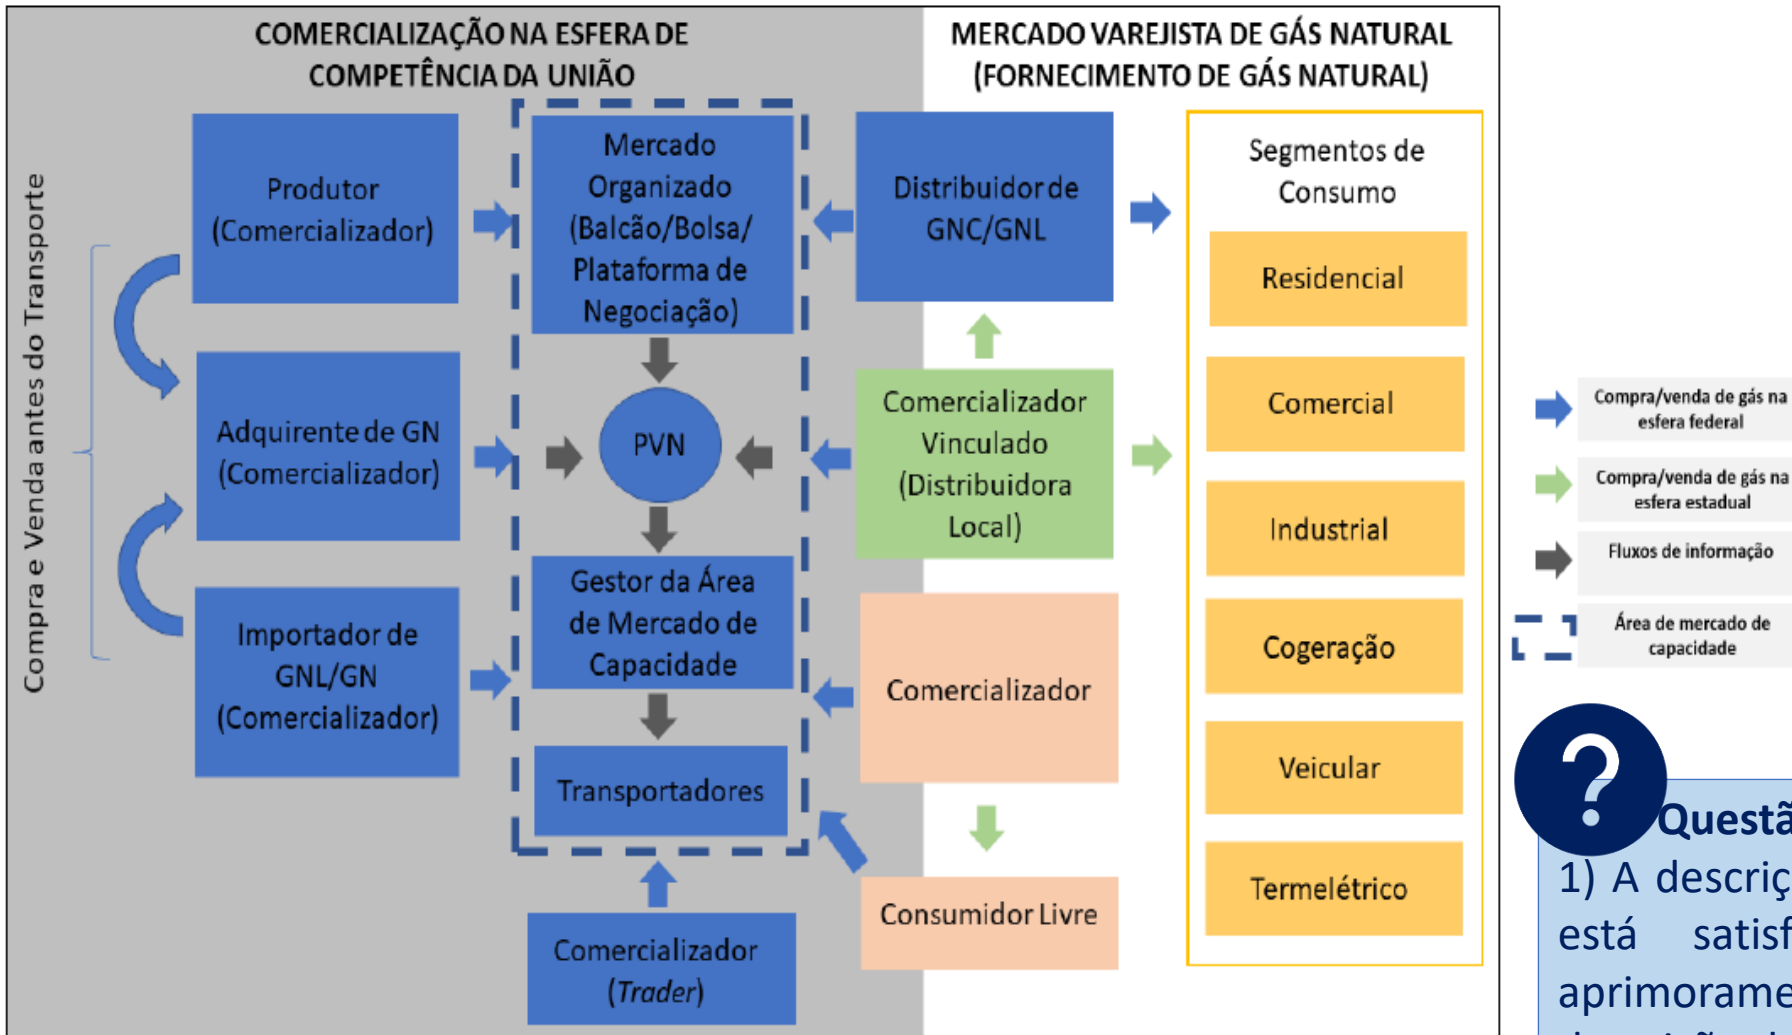 COMERCIALIZAÇÃO NA ESFERA DE
COMPETÊNCIA DA UNIÃO
MERCADO VAREJISTA DE GÁS NATURAL
(FORNECIMENTO DE GÁS NATURAL)
Compra e Venda antes do Transporte
Produtor
(Comercializador)
Adquirente de GN
(Comercializador)
Importador de
GNL/GN
(Comercializador)
Mercado
Organizado
(Balcão/Bolsa/
Plataforma de
Negociação)
PVN
Gestor da Área
de Mercado de
Capacidade
Transportadores
Comercializador
(Trader)
Distribuidor de
GNC/GNL
Comercializador
Vinculado
(Distribuidora
Local)
Comercializador
Consumidor Livre
Segmentos de
Consumo
Residencial
Comercial
Industrial
Cogeração
Veicular
Termelétrico
Compra/venda de gás na
esfera federal
Compra/venda de gás na
esfera estadual
Fluxos de informação
Área de mercado de
capacidade
?
Questã
1) A descriç
está satisf
aprimorame